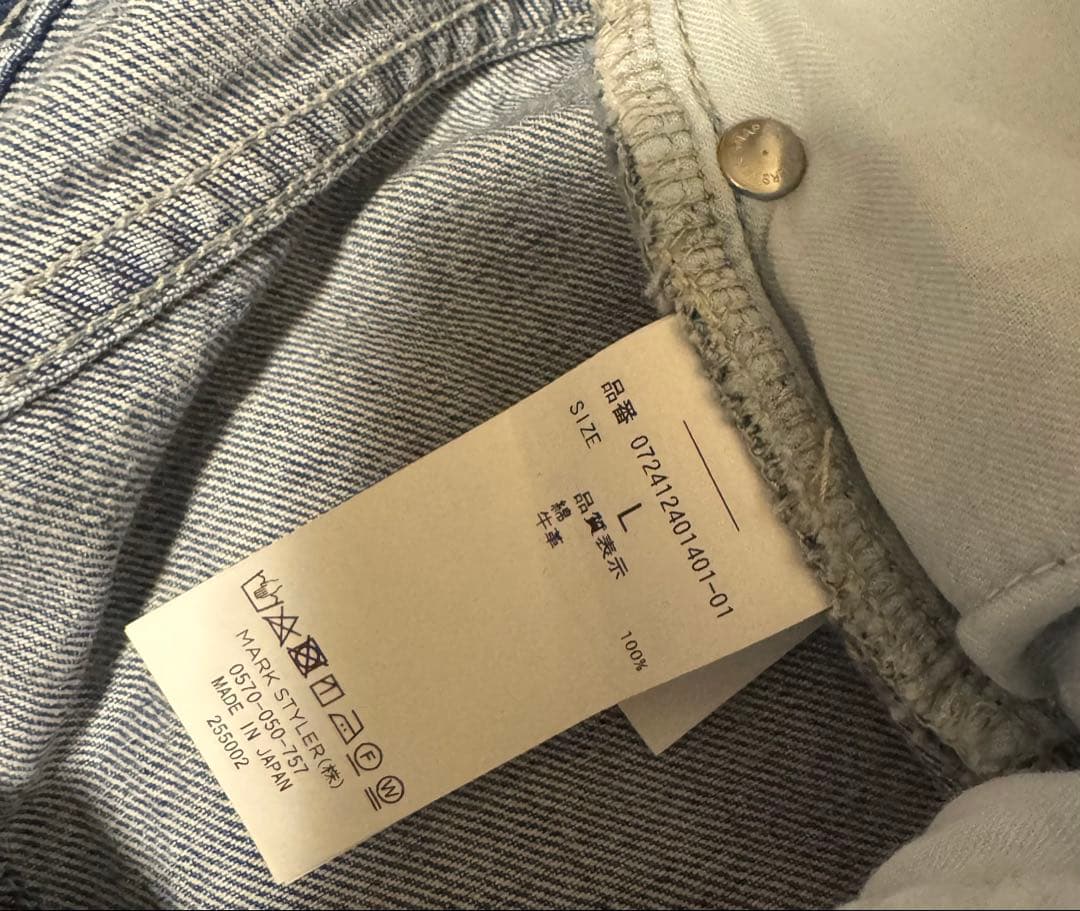 品番 072412401401-01
SIZE L
品質表示
綿 100%
牛革
F W
MARK STYLER(株)
0570-050-757
MADE IN JAPAN
255002